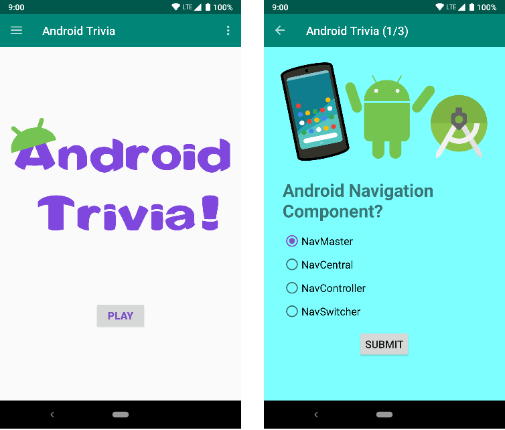 9:00 LTE 100%
Android Trivia
Android
Trivia!
PLAY
9:00 LTE 100%
Android Trivia (1/3)
Android Navigation
Component?
NavMaster
NavCentral
NavController
NavSwitcher
SUBMIT